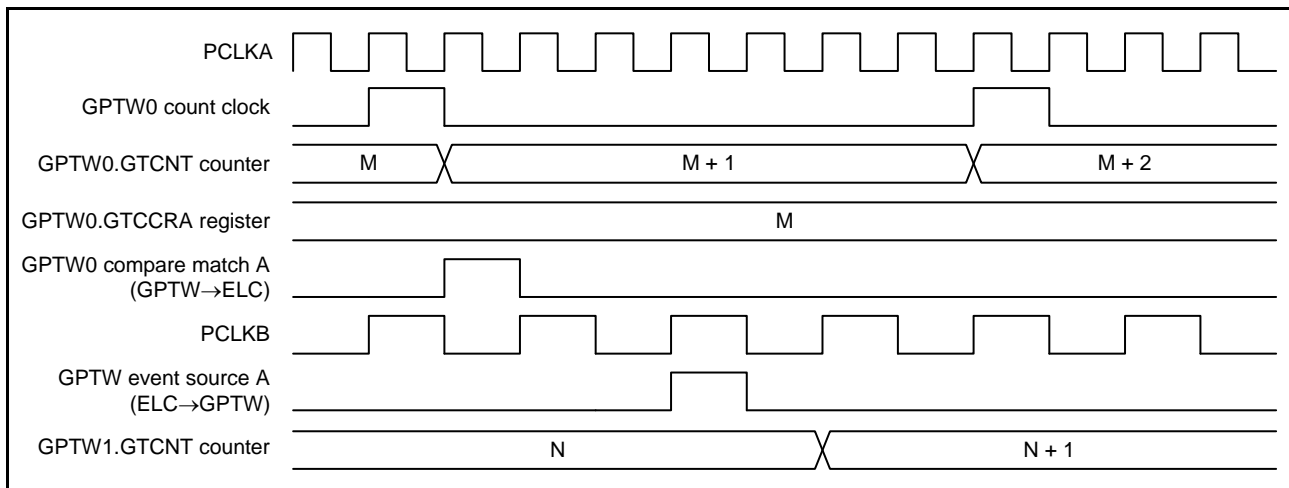 PCLKA
GPTW0 count clock
GPTW0.GTCNT counter
M
M + 1
M + 2
GPTW0.GTCCRA register
M
GPTW0 compare match A
(GPTW→ELC)
PCLKB
GPTW event source A
(ELC→GPTW)
GPTW1.GTCNT counter
N
N + 1